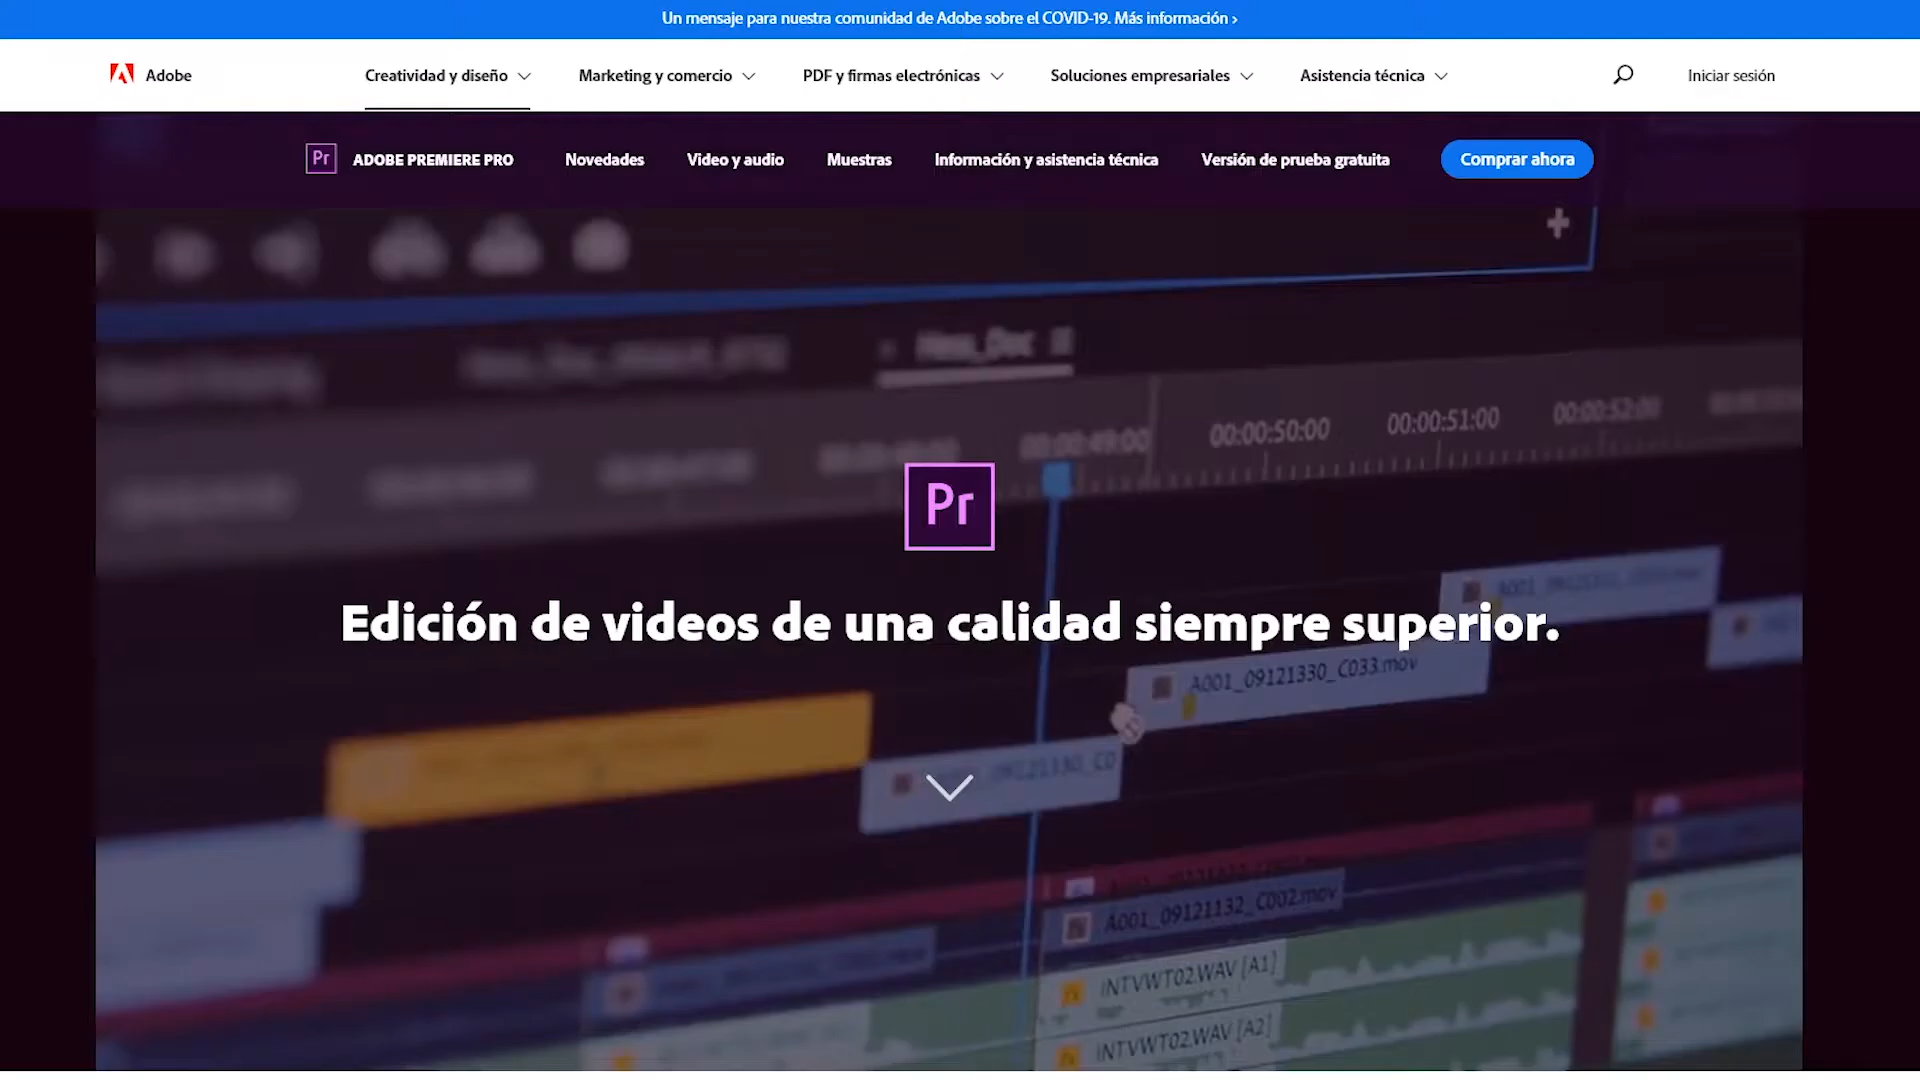 Un mensaje para nuestra comunidad de Adobe sobre el COVID-19. Más información ›
Adobe
Creatividad y diseño
Marketing y comercio
PDF y firmas electrónicas
Soluciones empresariales
Asistencia técnica
Iniciar sesión
Pr
ADOBE PREMIERE PRO
Novedades
Video y audio
Muestras
Información y asistencia técnica
Versión de prueba gratuita
Comprar ahora
00:00:49:00
00:00:50:00
00:00:51:00
00:00:52:00
Pr
Edición de videos de una calidad siempre superior.
A001_09121330_C033.mov
A001_09121132_C002.mov
INTVWT02.WAV [A1]
INTVWT02.WAV [A2]